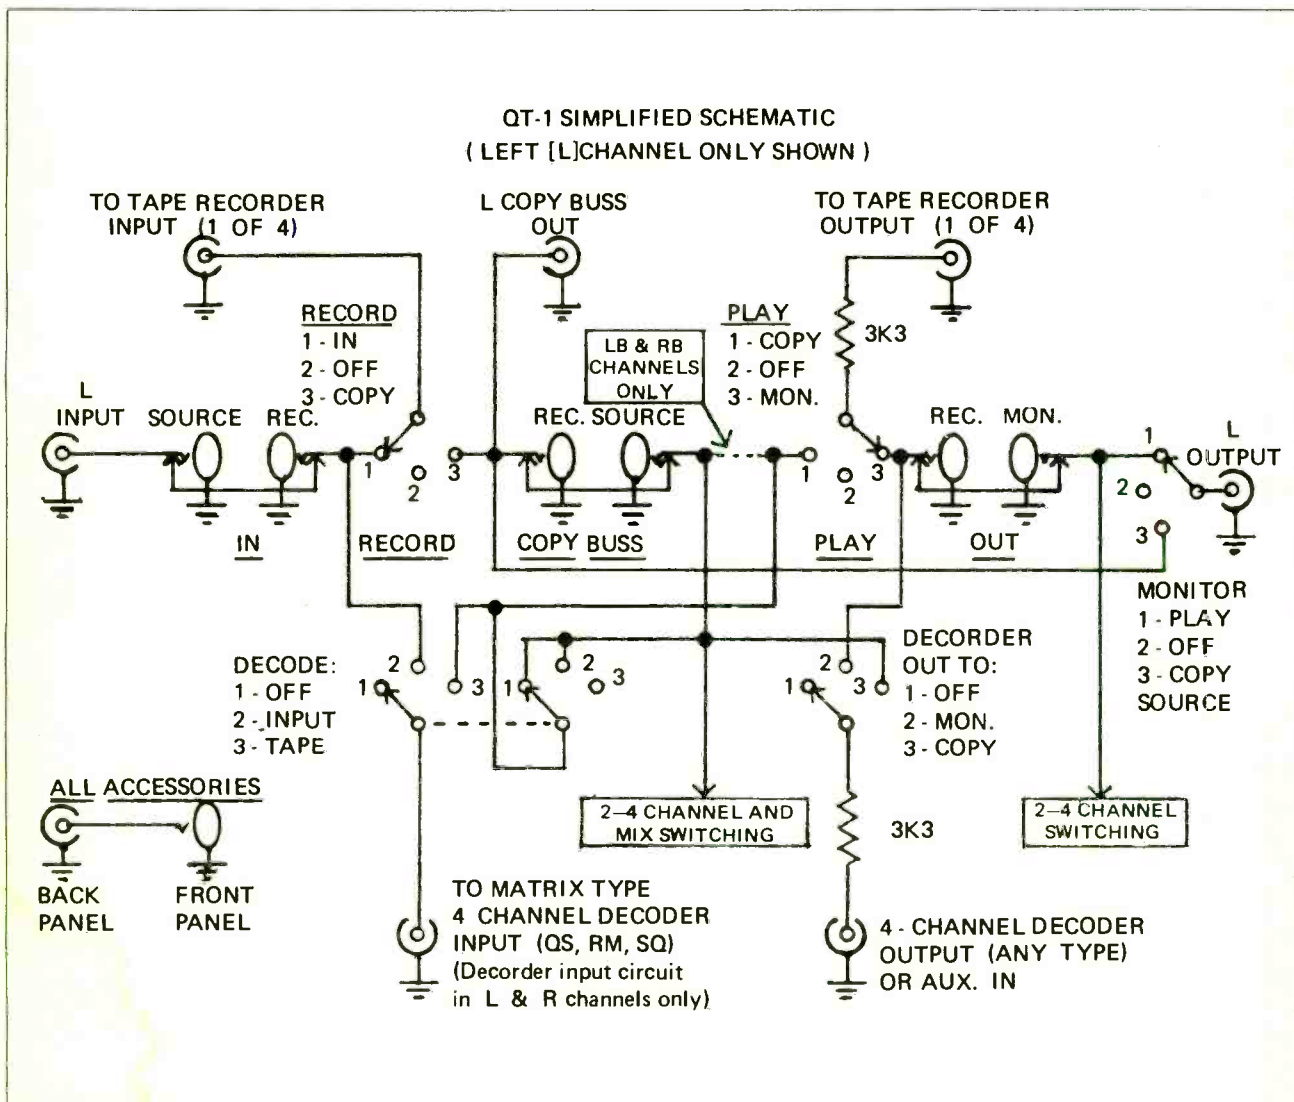 QT-1 SIMPLIFIED SCHEMATIC
( LEFT [L]CHANNEL ONLY SHOWN )
TO TAPE RECORDER
INPUT (1 OF 4)
L COPY BUSS
OUT
TO TAPE RECORDER
OUTPUT (1 OF 4)
RECORD
1 - IN
2 - OFF
3 - COPY
LB & RB
CHANNELS
ONLY
PLAY
1 - COPY
2 - OFF
3 - MON.
3K3
L
INPUT
SOURCE
REC.
REC. SOURCE
REC.
MON.
L
OUTPUT
1
2
3
1
2
3
1
2
3
IN
RECORD
COPY BUSS
PLAY
OUT
MONITOR
1 - PLAY
2 - OFF
3 - COPY
SOURCE
DECODE:
1 - OFF
2 - INPUT
3 - TAPE
1
2
3
1
2
3
1
2
3
DECORDER
OUT TO:
1 - OFF
2 - MON.
3 - COPY
ALL ACCESSORIES
BACK
PANEL
FRONT
PANEL
2–4 CHANNEL AND
MIX SWITCHING
3K3
2–4 CHANNEL
SWITCHING
TO MATRIX TYPE
4 CHANNEL DECODER
INPUT (QS, RM, SQ)
(Decorder input circuit
in L & R channels only)
4 - CHANNEL DECODER
OUTPUT (ANY TYPE)
OR AUX. IN